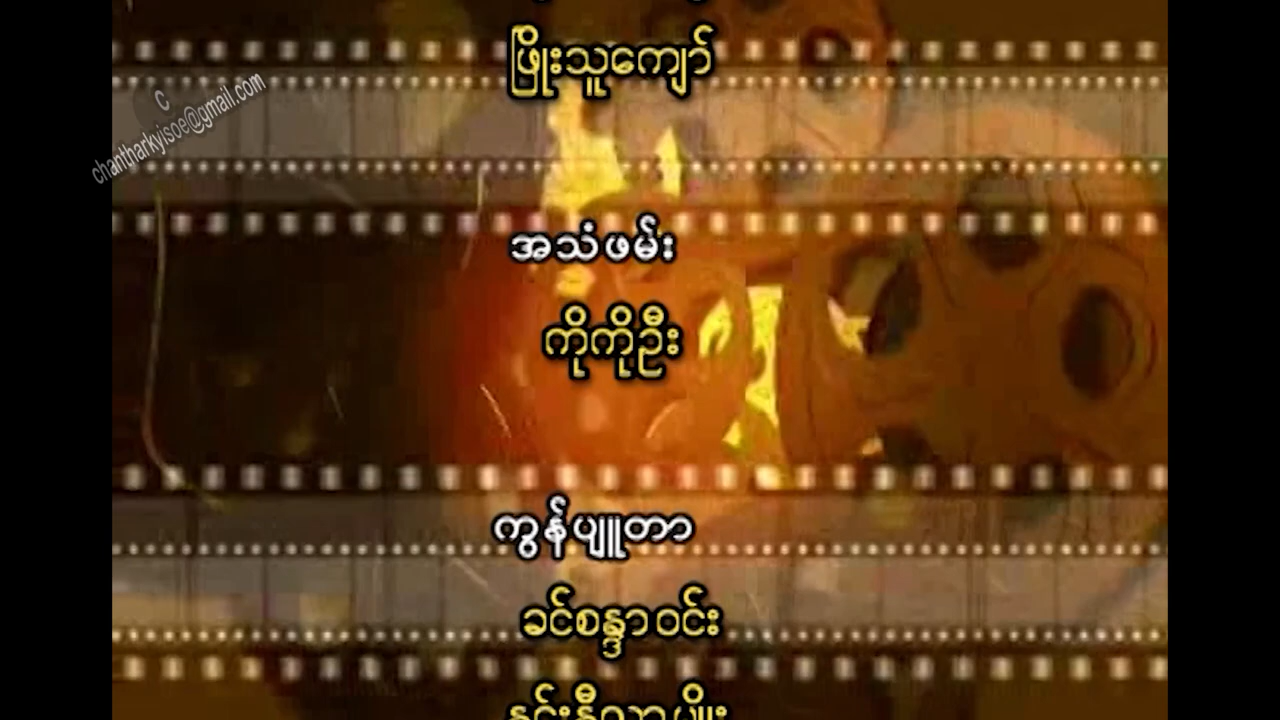 ဖြိုးသူကျော်
c
chantharkyisoe@gmail.com
အသံဖမ်း
ကိုကိုဦး
ကွန်ပျူတာ
ခင်စန္ဒာဝင်း